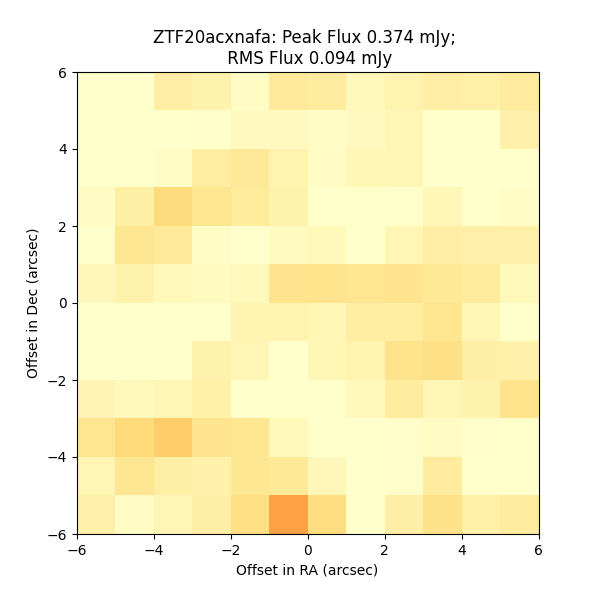 ZTF20acxnafa: Peak Flux 0.374 mJy;
RMS Flux 0.094 mJy
6
4
2
0
−2
−4
−6
Offset in Dec (arcsec)
−6 −4 −2 0 2 4 6
Offset in RA (arcsec)